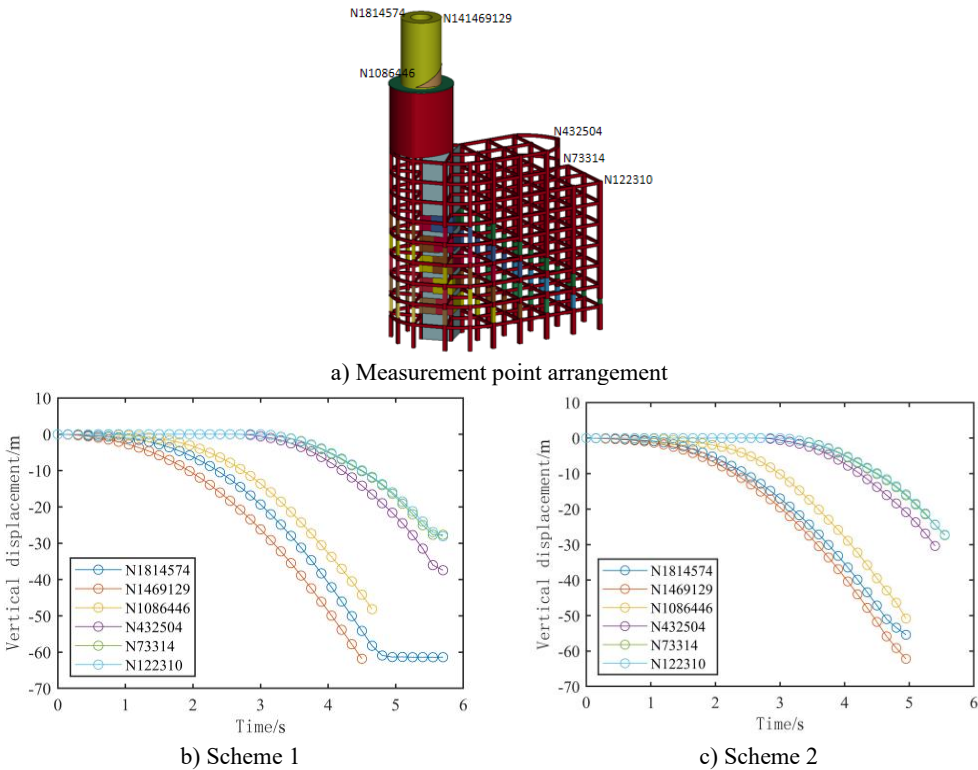 N1814574
N141469129
N1086446
N432504
N73314
N122310
a) Measurement point arrangement
10
0
-10
-20
-30
-40
-50
-60
-70
Vertical displacement/m
N1814574
N1469129
N1086446
N432504
N73314
N122310
0 1 2 3 4 5 6
Time/s
b) Scheme 1
10
0
-10
-20
-30
-40
-50
-60
-70
Vertical displacement/m
N1814574
N1469129
N1086446
N432504
N73314
N122310
0 1 2 3 4 5 6
Time/s
c) Scheme 2